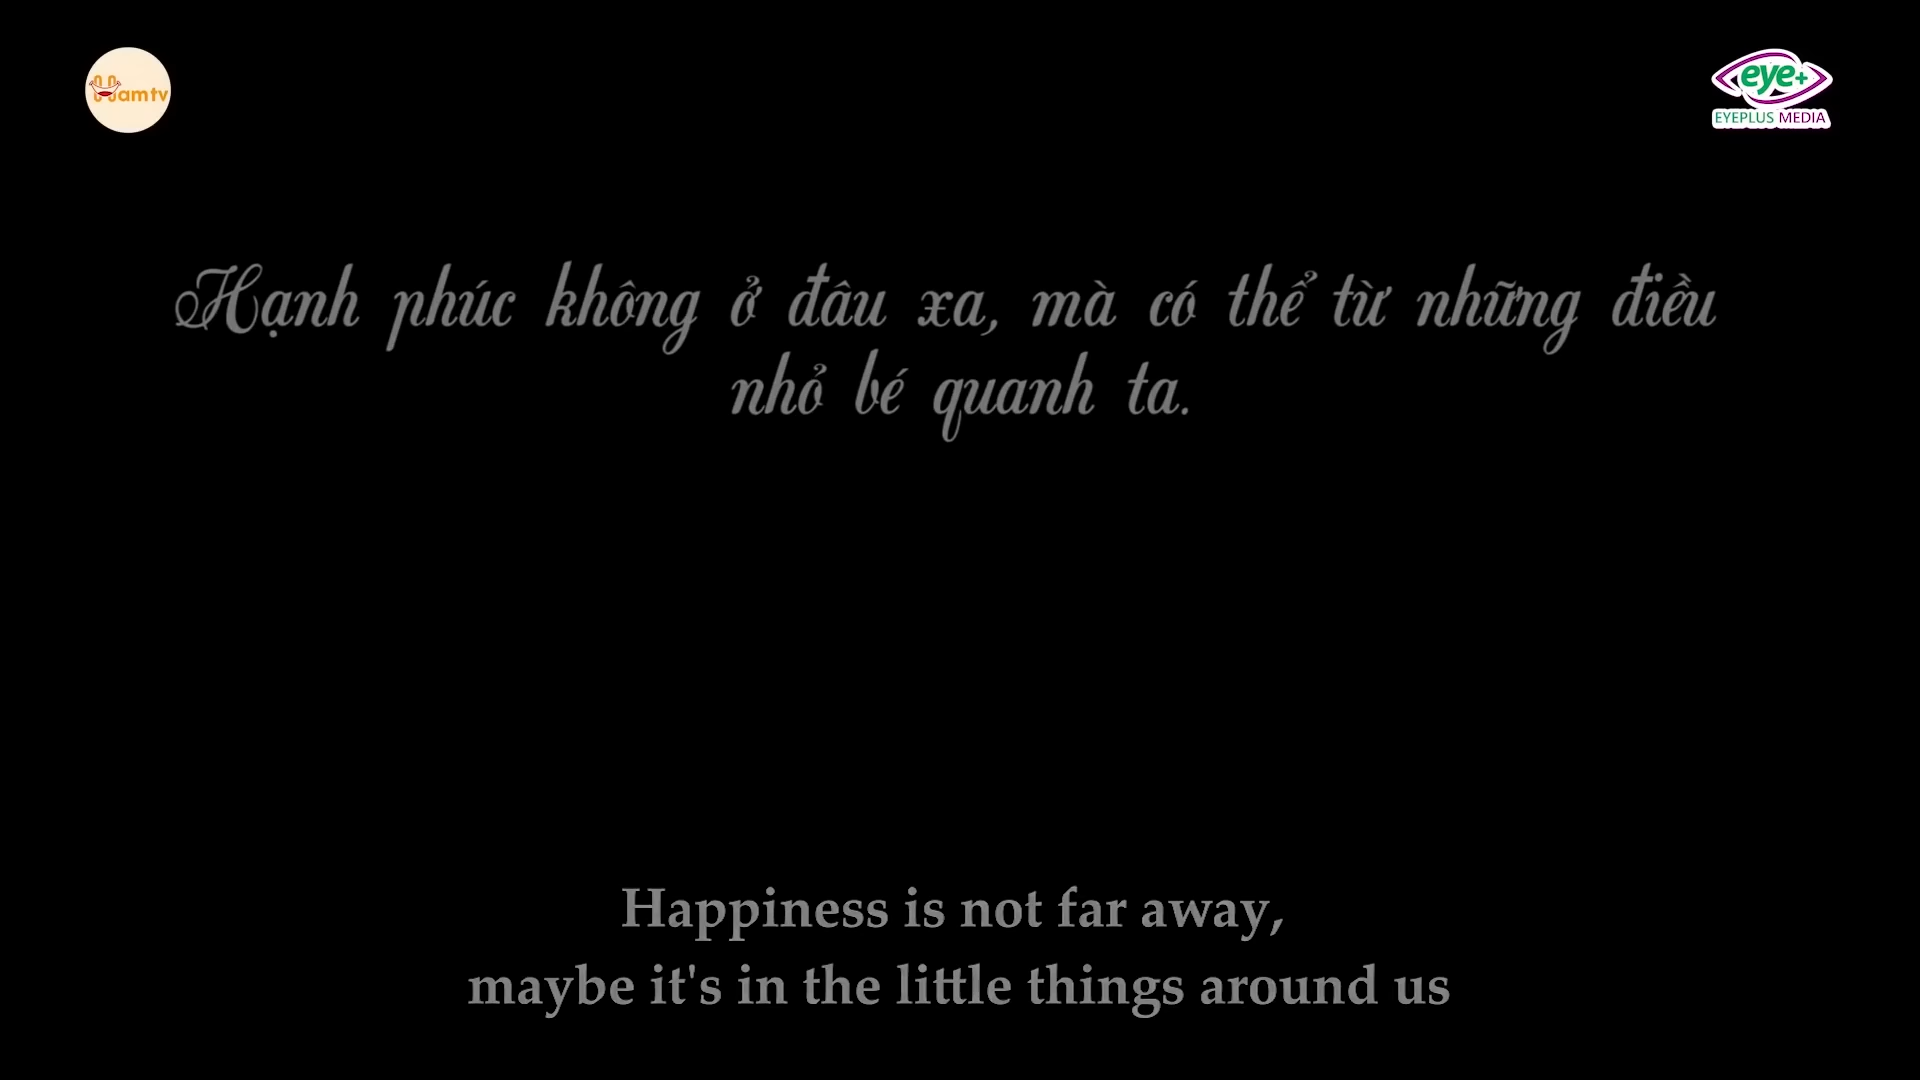 Hamtv
eye+
EYEPLUS MEDIA
Hạnh phúc không ở đâu xa, mà có thể từ những điều
nhỏ bé quanh ta.
Happiness is not far away,
maybe it's in the little things around us